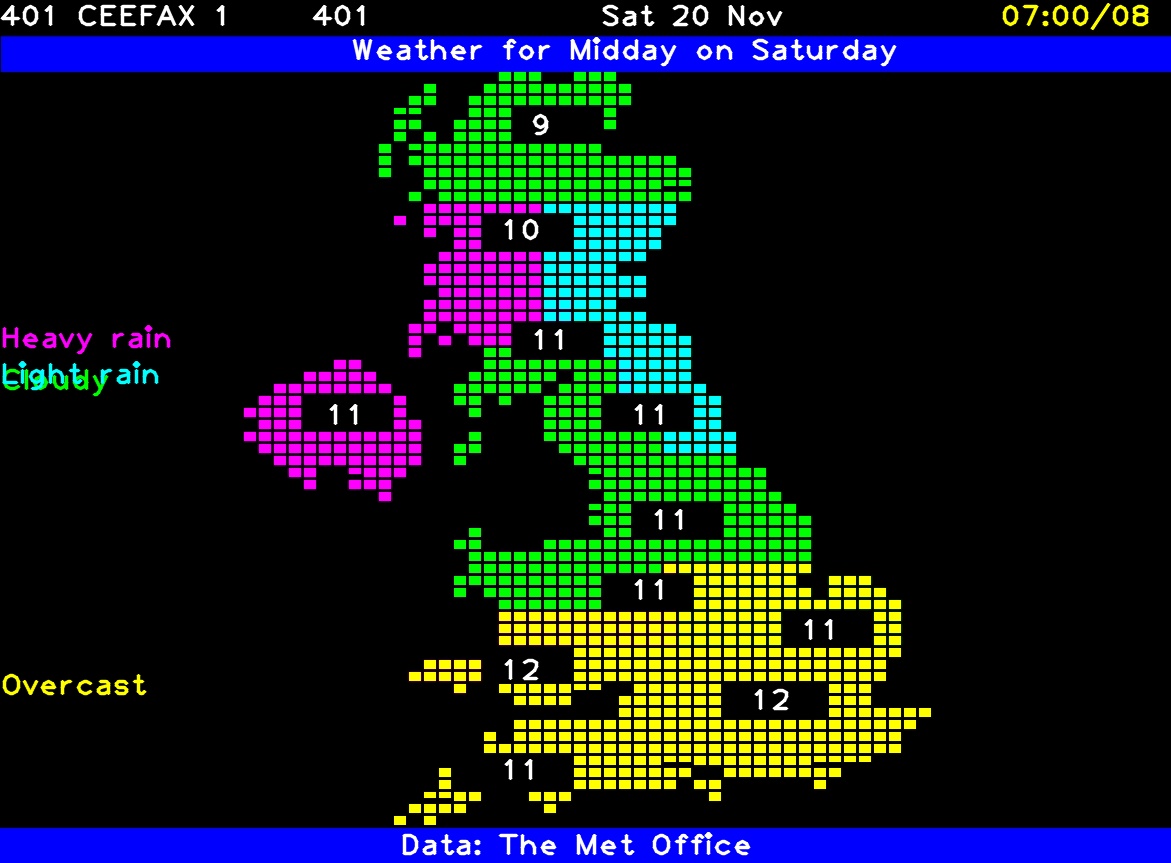 401 CEEFAX 1 401 Sat 20 Nov 07:00/08
Weather for Midday on Saturday
9
10
Heavy rain
11
Light rain
Cloudy
11 11
11
11
11
12
Overcast
12
11
Data: The Met Office